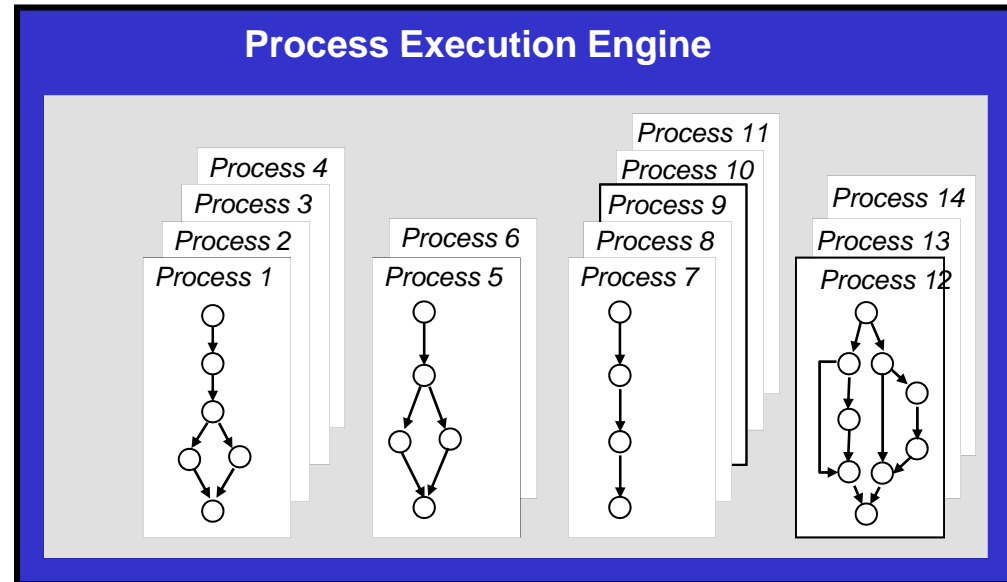 Process Execution Engine
Process 4
Process 3
Process 2
Process 1
Process 6
Process 5
Process 11
Process 10
Process 9
Process 8
Process 7
Process 14
Process 13
Process 12